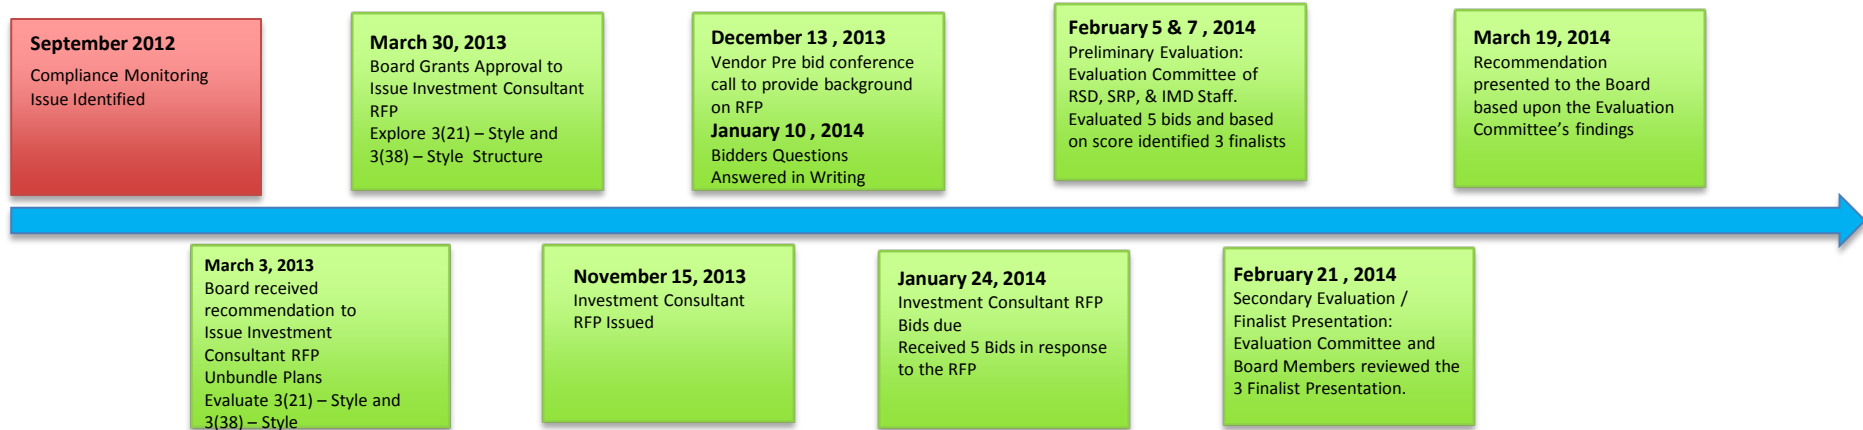 September 2012
Compliance Monitoring
Issue Identified
March 30, 2013
Board Grants Approval to
Issue Investment Consultant
RFP
Explore 3(21) – Style and
3(38) – Style Structure
December 13 , 2013
Vendor Pre bid conference
call to provide background
on RFP
January 10 , 2014
Bidders Questions
Answered in Writing
February 5 & 7 , 2014
Preliminary Evaluation:
Evaluation Committee of
RSD, SRP, & IMD Staff.
Evaluated 5 bids and based
on score identified 3 finalists
March 19, 2014
Recommendation
presented to the Board
based upon the Evaluation
Committee’s findings
March 3, 2013
Board received
recommendation to
Issue Investment
Consultant RFP
Unbundle Plans
Evaluate 3(21) – Style and
3(38) – Style
November 15, 2013
Investment Consultant
RFP Issued
January 24, 2014
Investment Consultant RFP
Bids due
Received 5 Bids in response
to the RFP
February 21 , 2014
Secondary Evaluation /
Finalist Presentation:
Evaluation Committee and
Board Members reviewed the
3 Finalist Presentation.